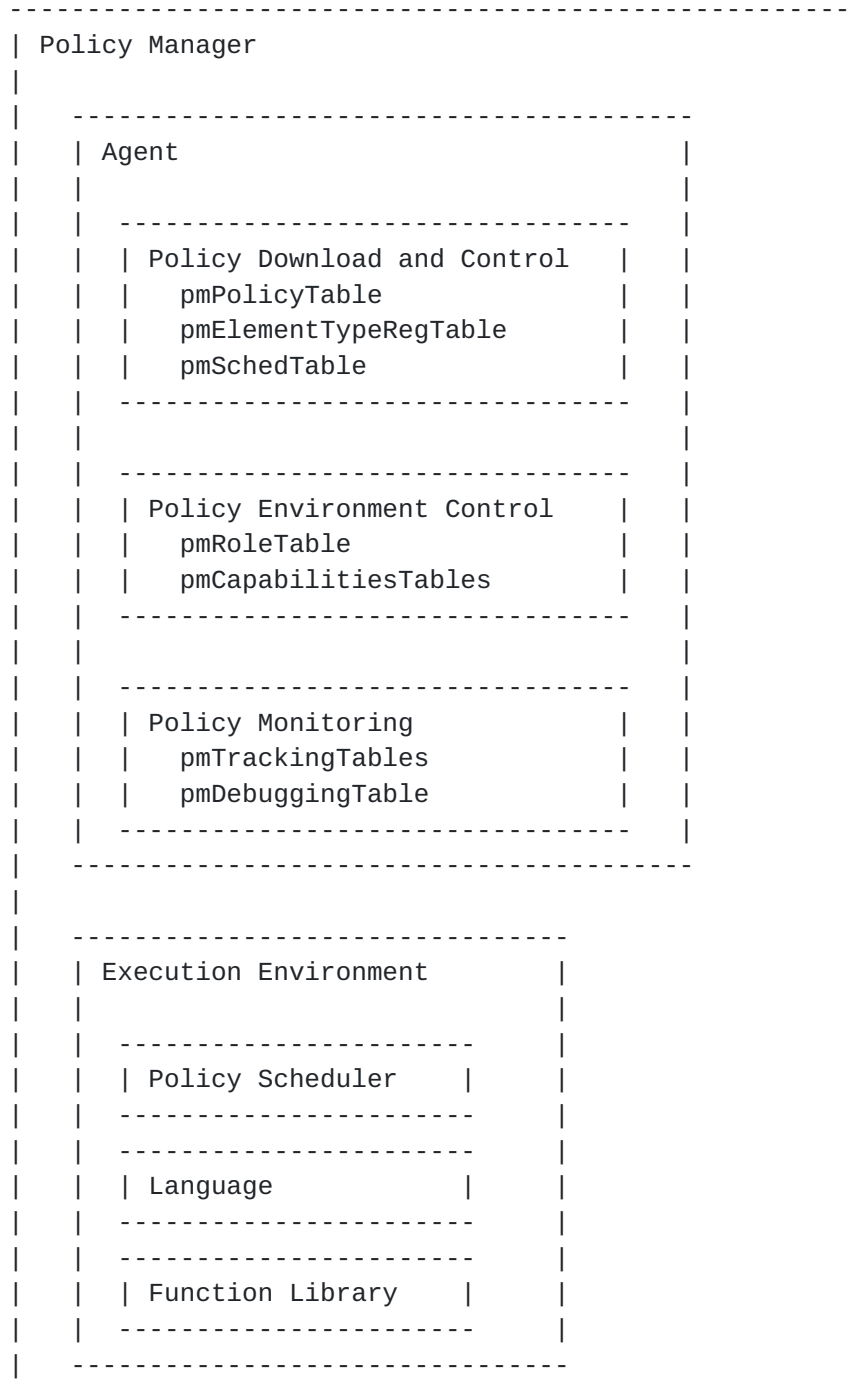 Policy Manager
Agent
Policy Download and Control
pmPolicyTable
pmElementTypeRegTable
pmSchedTable
Policy Environment Control
pmRoleTable
pmCapabilitiesTables
Policy Monitoring
pmTrackingTables
pmDebuggingTable
Execution Environment
Policy Scheduler
Language
Function Library